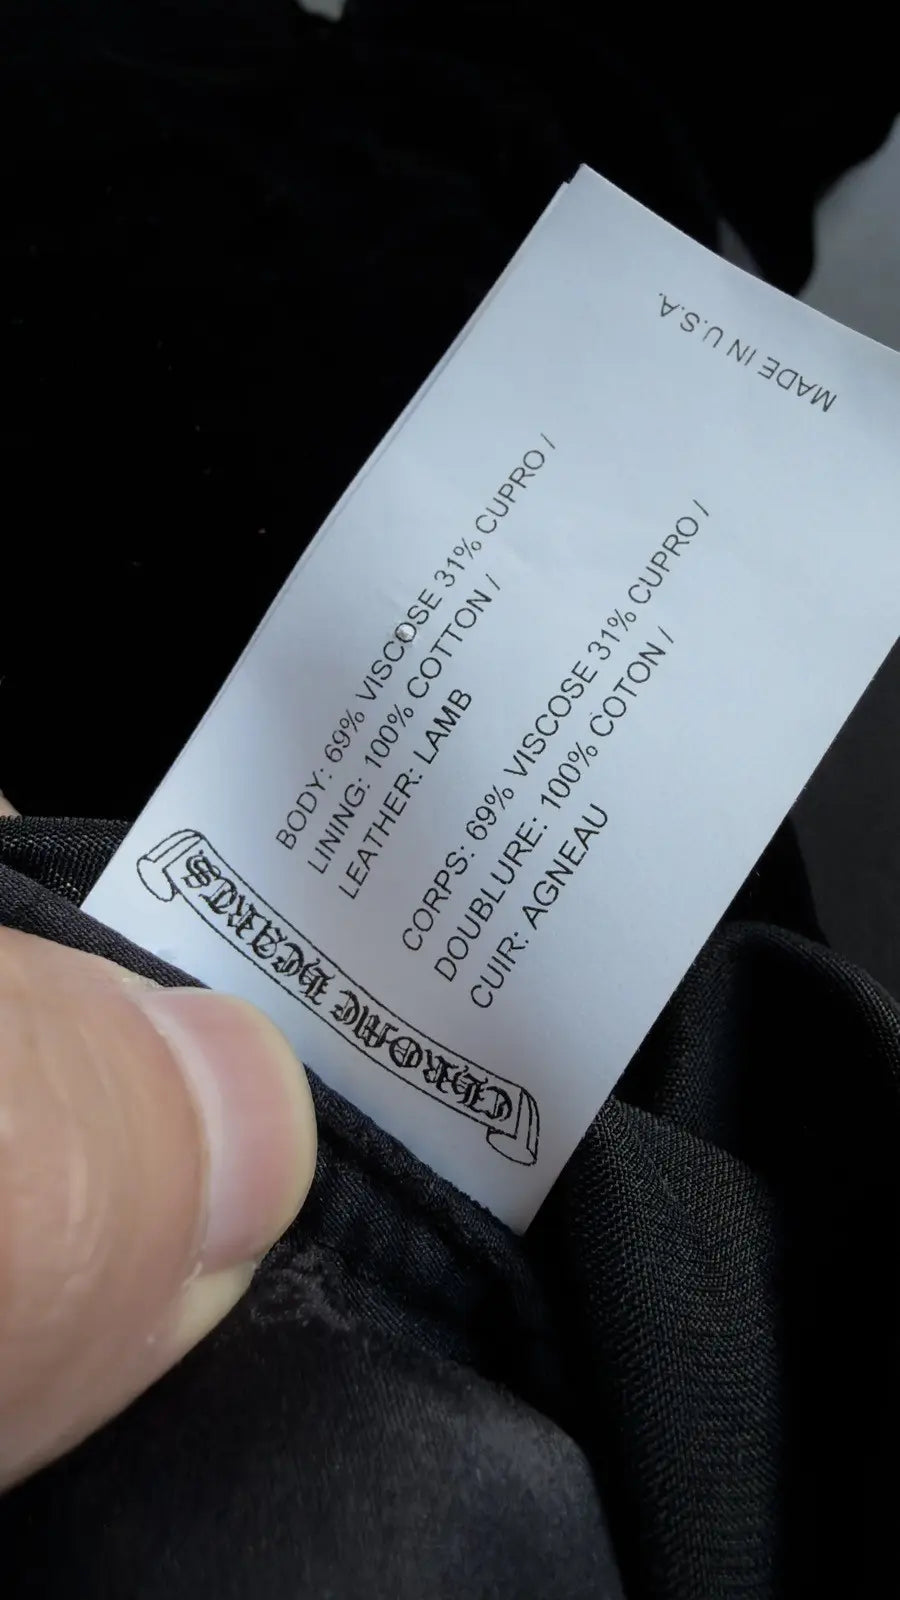 MADE IN U.S.A.
BODY: 69% VISCOSE 31% CUPRO /
LINING: 100% COTTON /
LEATHER: LAMB
CORPS: 69% VISCOSE 31% CUPRO /
DOUBLURE: 100% COTON /
CUIR: AGNEAU
CHROME HEARTS